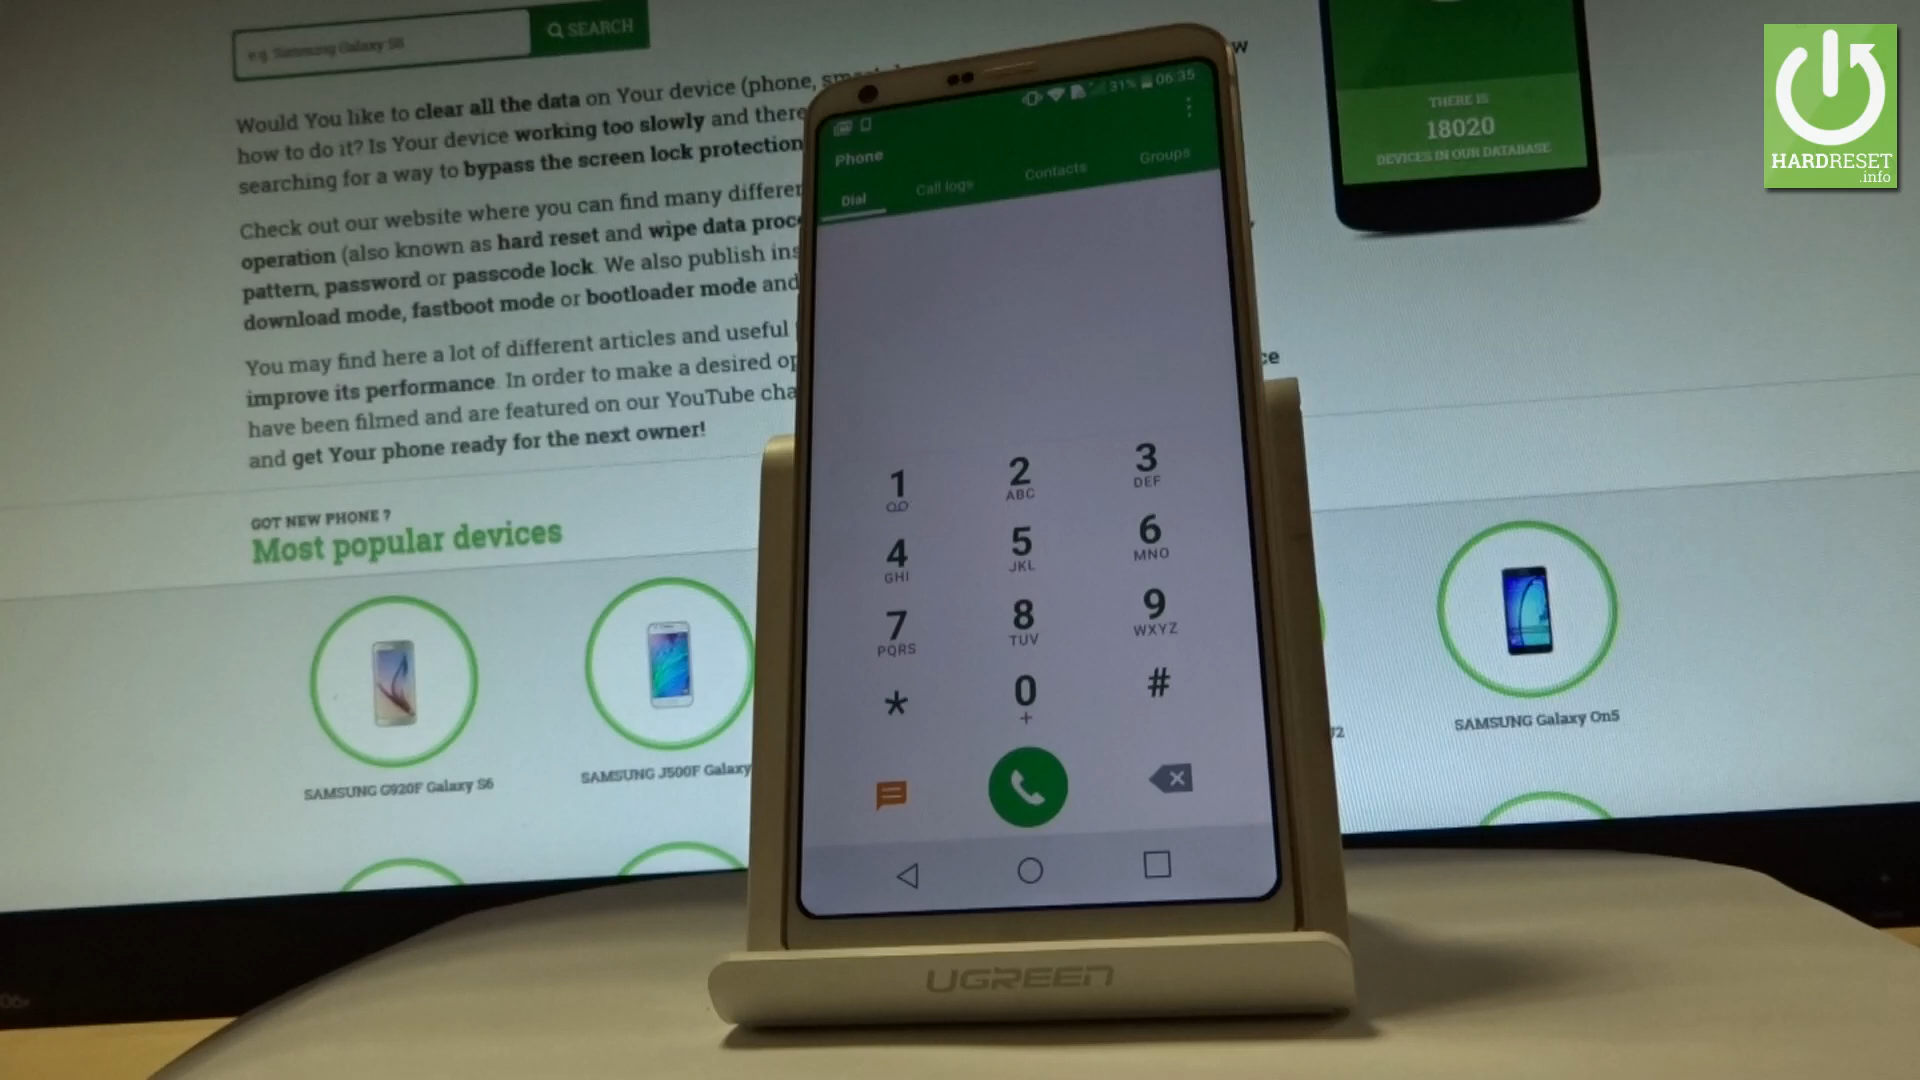 e.g. Samsung Galaxy S6
SEARCH
Would You like to clear all the data on Your device (phone,
how to do it? Is Your device working too slowly and there
searching for a way to bypass the screen lock protection
Check out our website where you can find many differen
operation (also known as hard reset and wipe data proc
pattern, password or passcode lock. We also publish ins
download mode, fastboot mode or bootloader mode and
You may find here a lot of different articles and useful
improve its performance. In order to make a desired op
have been filmed and are featured on our YouTube cha
and get Your phone ready for the next owner!
w
ce
GOT NEW PHONE ?
Most popular devices
SAMSUNG G920F Galaxy S6
SAMSUNG J500F Galaxy
J2
SAMSUNG Galaxy On5
THERE IS
18020
DEVICES IN OUR DATABASE
HARDRESET
.info
31% 06:35
Phone
Dial Call logs Contacts Groups
1 2 3
ABC DEF
4 5 6
GHI JKL MNO
7 8 9
PQRS TUV WXYZ
* 0 #
+
UGREEN